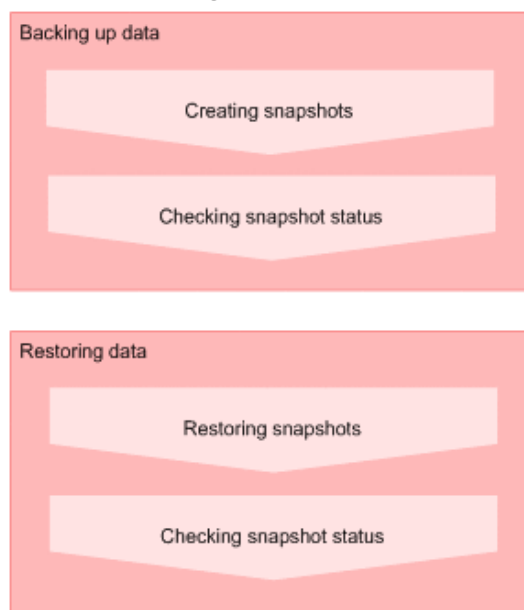 Backing up data
Creating snapshots
Checking snapshot status
Restoring data
Restoring snapshots
Checking snapshot status